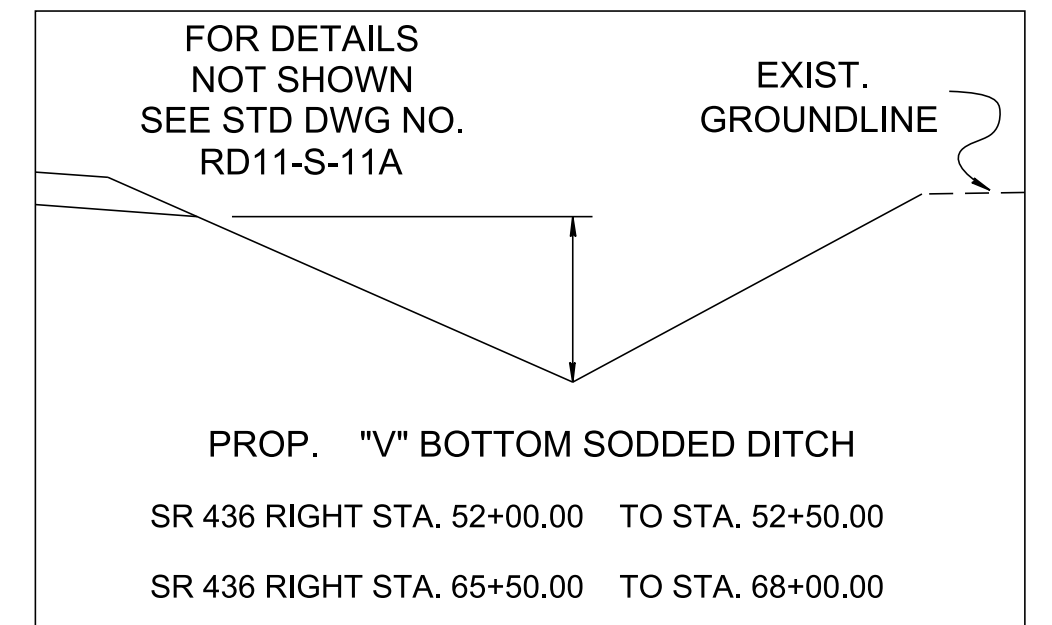 FOR DETAILS
NOT SHOWN
SEE STD DWG NO.
RD11-S-11A
EXIST.
GROUNDLINE
PROP. "V" BOTTOM SODDED DITCH
SR 436 RIGHT STA. 52+00.00 TO STA. 52+50.00
SR 436 RIGHT STA. 65+50.00 TO STA. 68+00.00